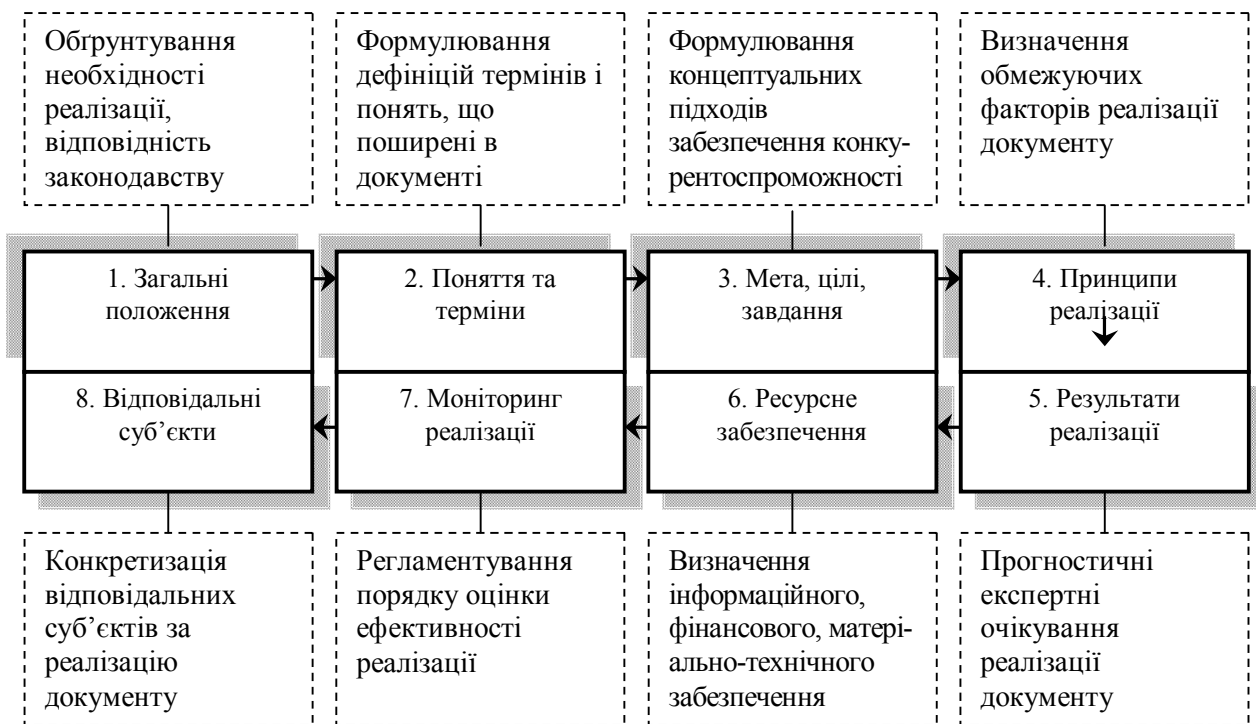 Обґрунтування
необхідності
реалізації,
відповідність
законодавству
Формулювання
дефініцій термінів і
понять, що
поширені в
документі
Формулювання
концептуальних
підходів
забезпечення конку-
рентоспроможності
Визначення
обмежуючих
факторів реалізації
документу
1. Загальні
положення
2. Поняття та
терміни
3. Мета, цілі,
завдання
4. Принципи
реалізації
8. Відповідальні
суб’єкти
7. Моніторинг
реалізації
6. Ресурсне
забезпечення
5. Результати
реалізації
Конкретизація
відповідальних
суб’єктів за
реалізацію
документу
Регламентування
порядку оцінки
ефективності
реалізації
Визначення
інформаційного,
фінансового, матері-
ально-технічного
забезпечення
Прогностичні
експертні
очікування
реалізації
документу